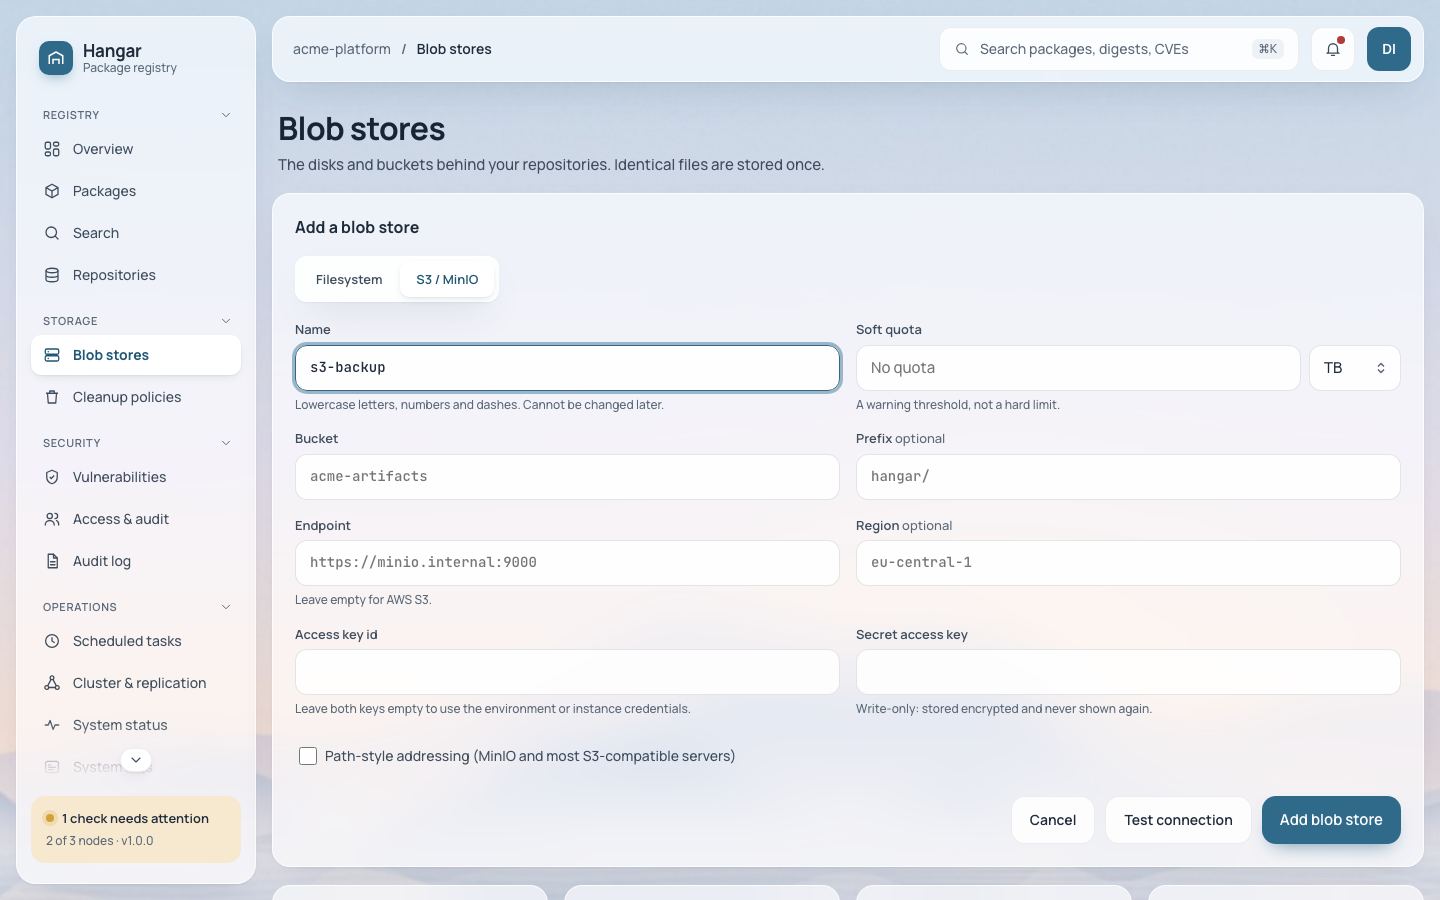 Hangar
Package registry
REGISTRY
Overview
Packages
Search
Repositories
STORAGE
Blob stores
Cleanup policies
SECURITY
Vulnerabilities
Access & audit
Audit log
OPERATIONS
Scheduled tasks
Cluster & replication
System status
System
1 check needs attention
2 of 3 nodes · v1.0.0
acme-platform / Blob stores
Search packages, digests, CVEs
⌘K
DI
Blob stores
The disks and buckets behind your repositories. Identical files are stored once.
Add a blob store
Filesystem
S3 / MinIO
Name
s3-backup
Lowercase letters, numbers and dashes. Cannot be changed later.
Soft quota
No quota
TB
A warning threshold, not a hard limit.
Bucket
acme-artifacts
Prefix optional
hangar/
Endpoint
https://minio.internal:9000
Leave empty for AWS S3.
Region optional
eu-central-1
Access key id
Leave both keys empty to use the environment or instance credentials.
Secret access key
Write-only: stored encrypted and never shown again.
Path-style addressing (MinIO and most S3-compatible servers)
Cancel
Test connection
Add blob store